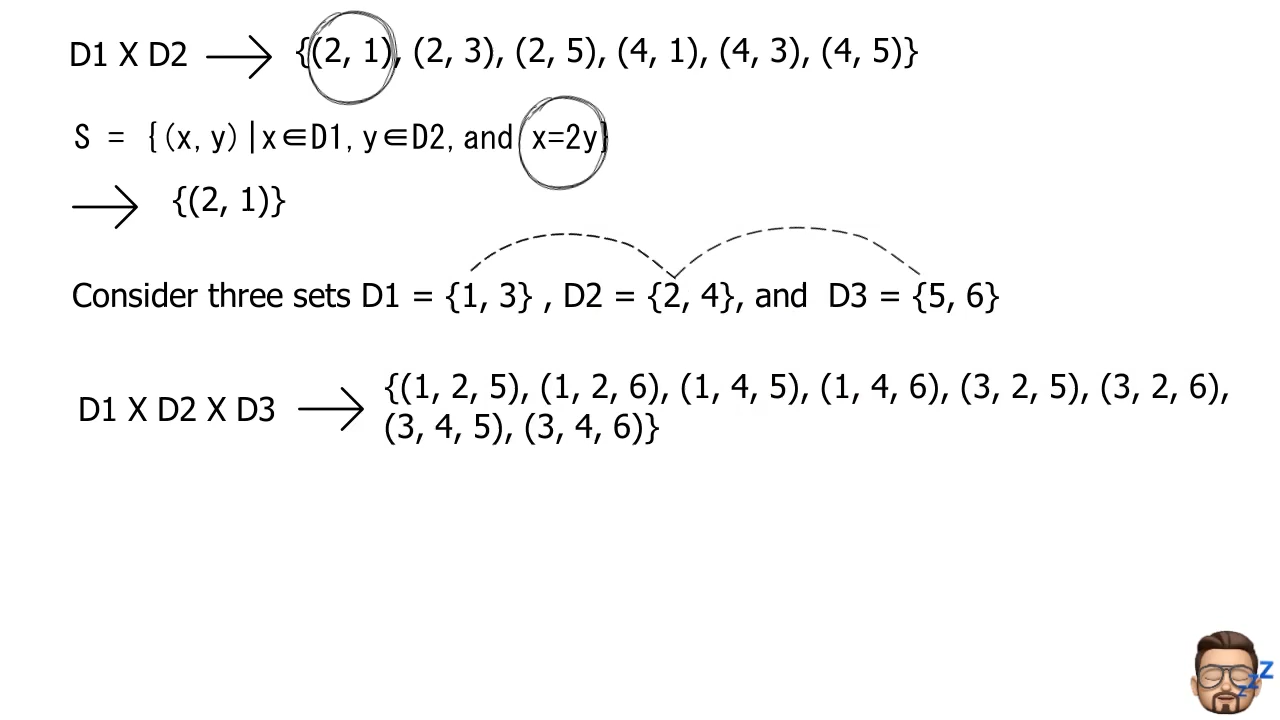 D1 X D2 → {(2, 1), (2, 3), (2, 5), (4, 1), (4, 3), (4, 5)}
S = {(x, y)|x∈D1, y∈D2, and x=2y}
→ {(2, 1)}
Consider three sets D1 = {1, 3} , D2 = {2, 4}, and D3 = {5, 6}
D1 X D2 X D3 → {(1, 2, 5), (1, 2, 6), (1, 4, 5), (1, 4, 6), (3, 2, 5), (3, 2, 6),
(3, 4, 5), (3, 4, 6)}
zzZ